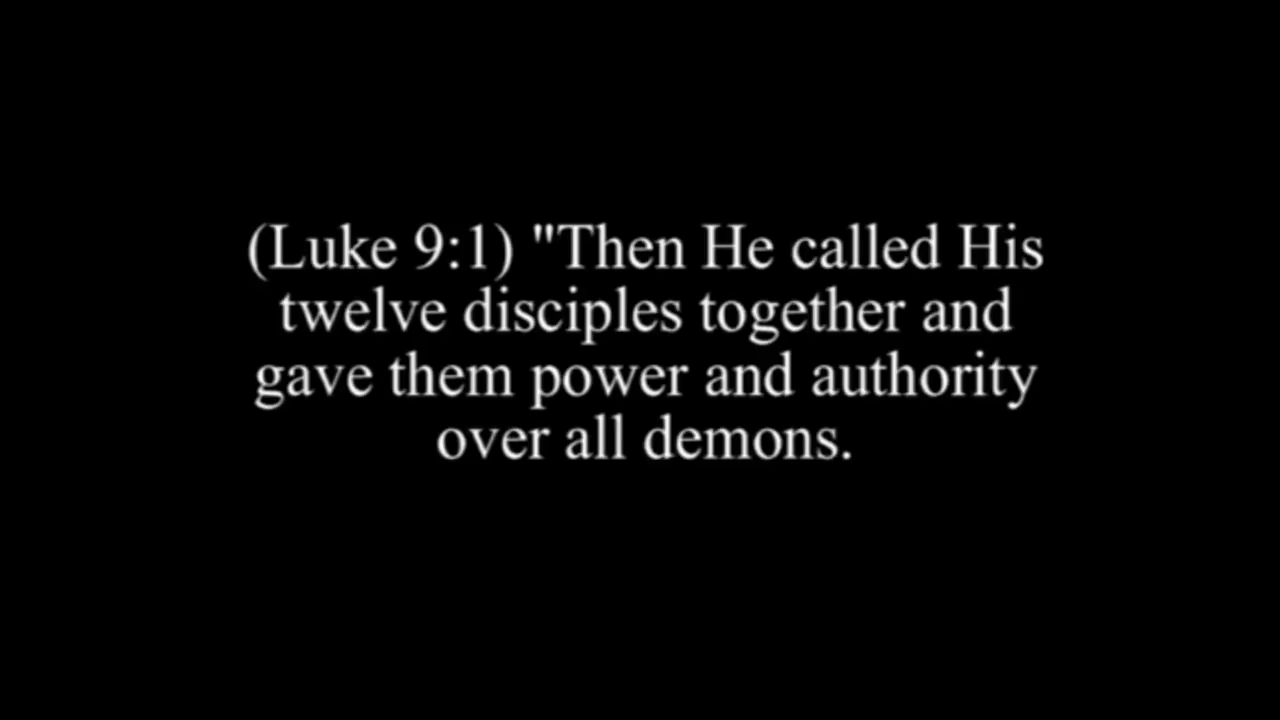 (Luke 9:1) "Then He called His
twelve disciples together and
gave them power and authority
over all demons.